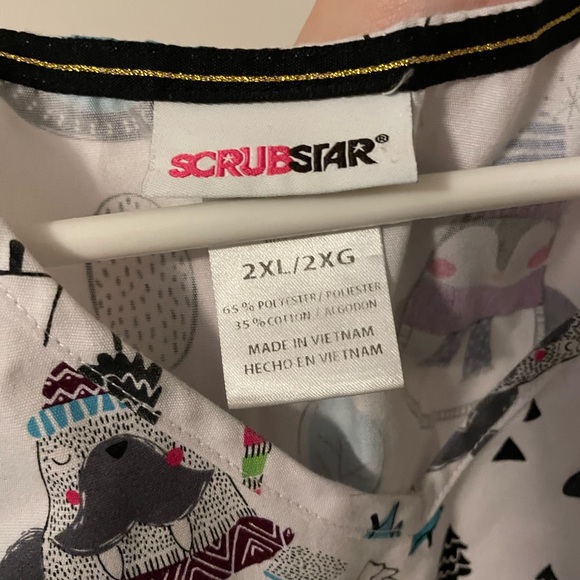 SCRUBSTAR®
2XL/2XG
65% POLYESTER / POLIESTER
35% COTTON / ALGODON
MADE IN VIETNAM
HECHO EN VIETNAM